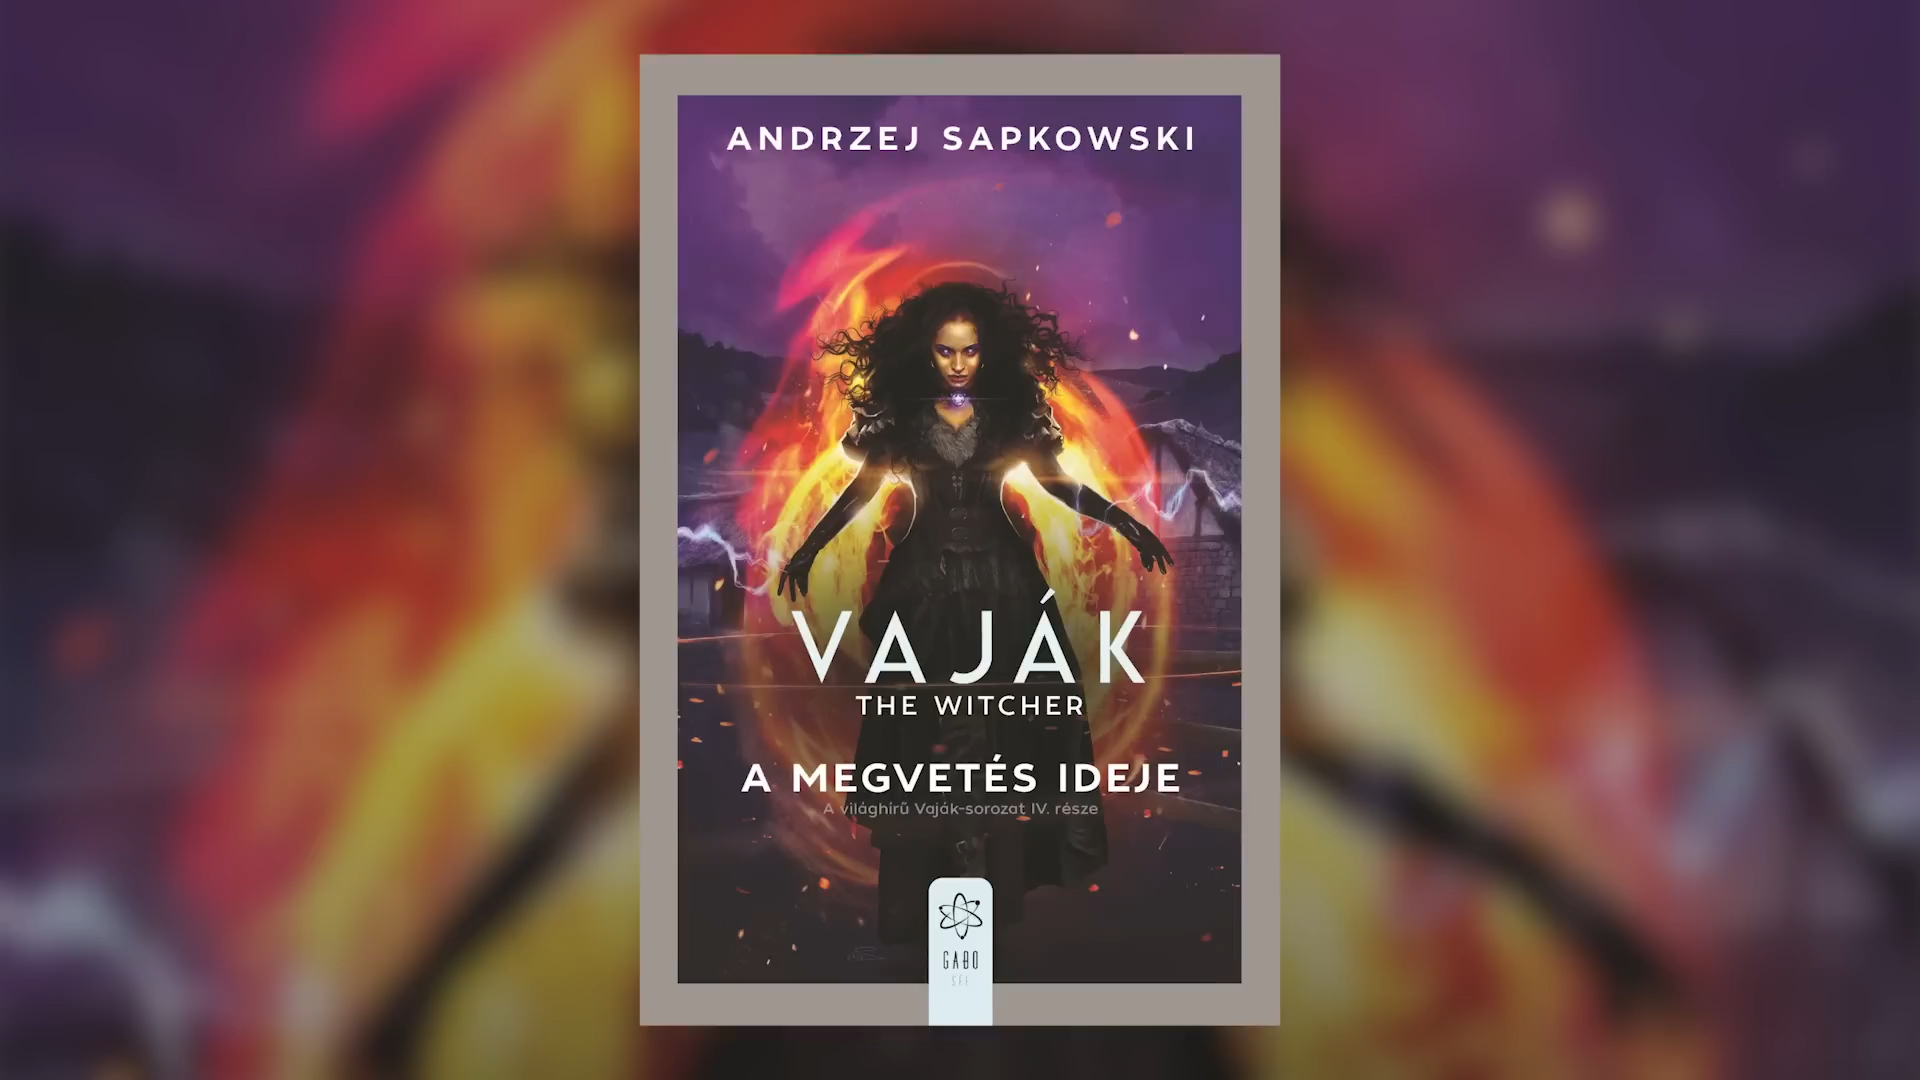 ANDRZEJ SAPKOWSKI
VAJÁK
THE WITCHER
A MEGVETÉS IDEJE
A világhírű Vaják-sorozat IV. része
GABO
SFF